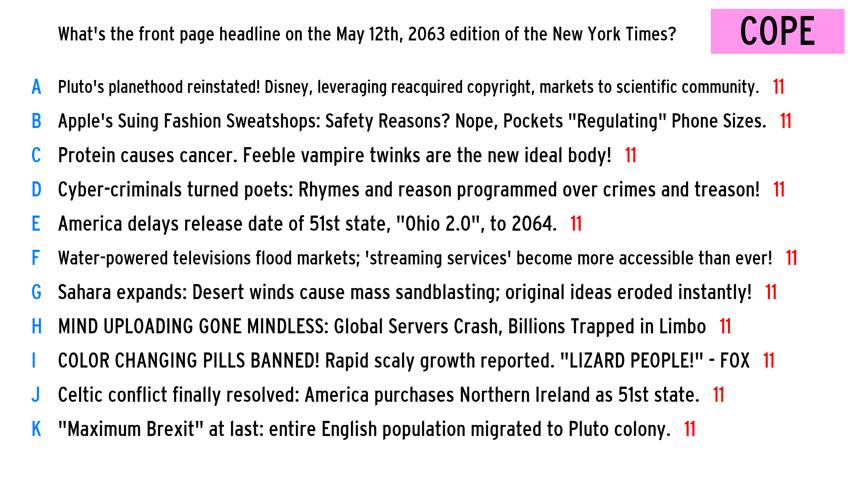 What's the front page headline on the May 12th, 2063 edition of the New York Times?
COPE
A Pluto's planethood reinstated! Disney, leveraging reacquired copyright, markets to scientific community. 11
B Apple's Suing Fashion Sweatshops: Safety Reasons? Nope, Pockets "Regulating" Phone Sizes. 11
C Protein causes cancer. Feeble vampire twinks are the new ideal body! 11
D Cyber-criminals turned poets: Rhymes and reason programmed over crimes and treason! 11
E America delays release date of 51st state, "Ohio 2.0", to 2064. 11
F Water-powered televisions flood markets; 'streaming services' become more accessible than ever! 11
G Sahara expands: Desert winds cause mass sandblasting; original ideas eroded instantly! 11
H MIND UPLOADING GONE MINDLESS: Global Servers Crash, Billions Trapped in Limbo 11
I COLOR CHANGING PILLS BANNED! Rapid scaly growth reported. "LIZARD PEOPLE!" - FOX 11
J Celtic conflict finally resolved: America purchases Northern Ireland as 51st state. 11
K "Maximum Brexit" at last: entire English population migrated to Pluto colony. 11